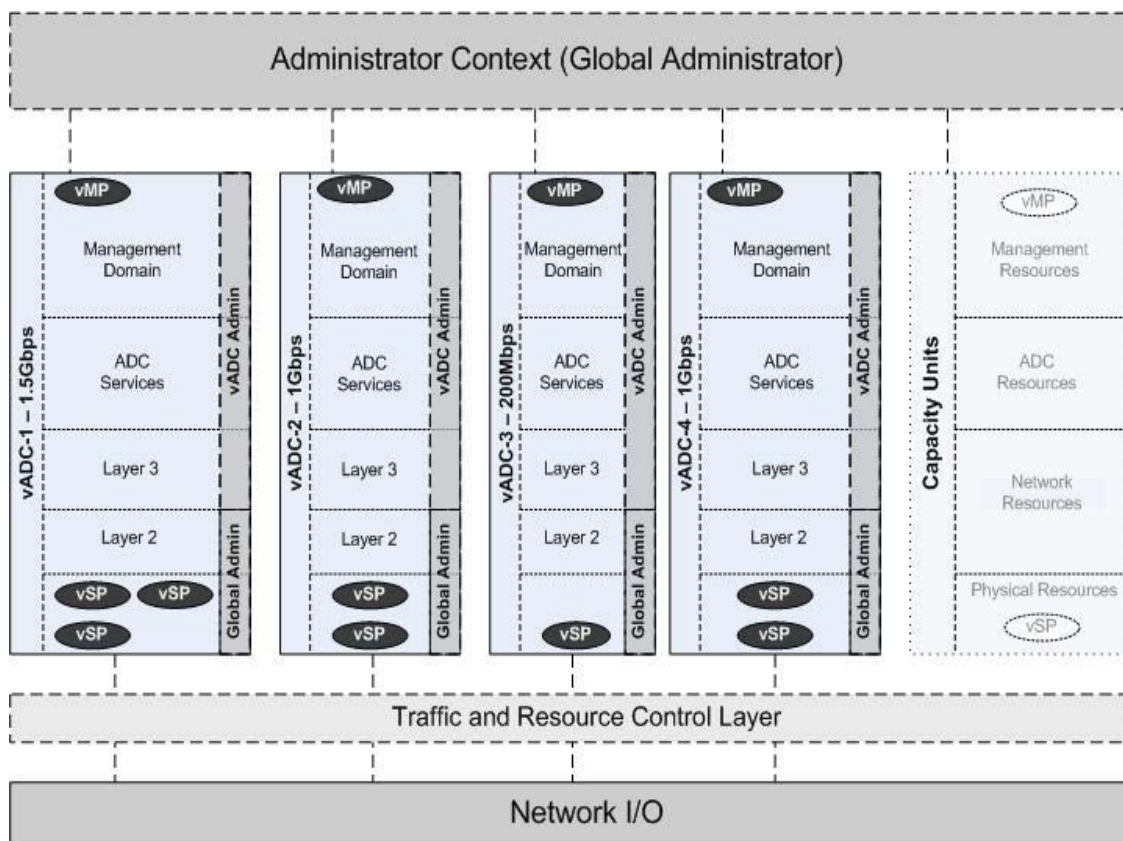 Administrator Context (Global Administrator)
vADC-1 – 1.5Gbps
vMP
Management
Domain
ADC
Services
Layer 3
Layer 2
vSP vSP
vSP
vADC Admin
Global Admin
vADC-2 – 1Gbps
vMP
Management
Domain
ADC
Services
Layer 3
Layer 2
vSP
vSP
vADC Admin
Global Admin
vADC-3 – 200Mbps
vMP
Management
Domain
ADC
Services
Layer 3
Layer 2
vSP
vADC Admin
Global Admin
vADC-4 – 1Gbps
vMP
Management
Domain
ADC
Services
Layer 3
Layer 2
vSP
vSP
vADC Admin
Global Admin
Capacity Units
vMP
Management
Resources
ADC
Resources
Network
Resources
Physical Resources
vSP
Traffic and Resource Control Layer
Network I/O